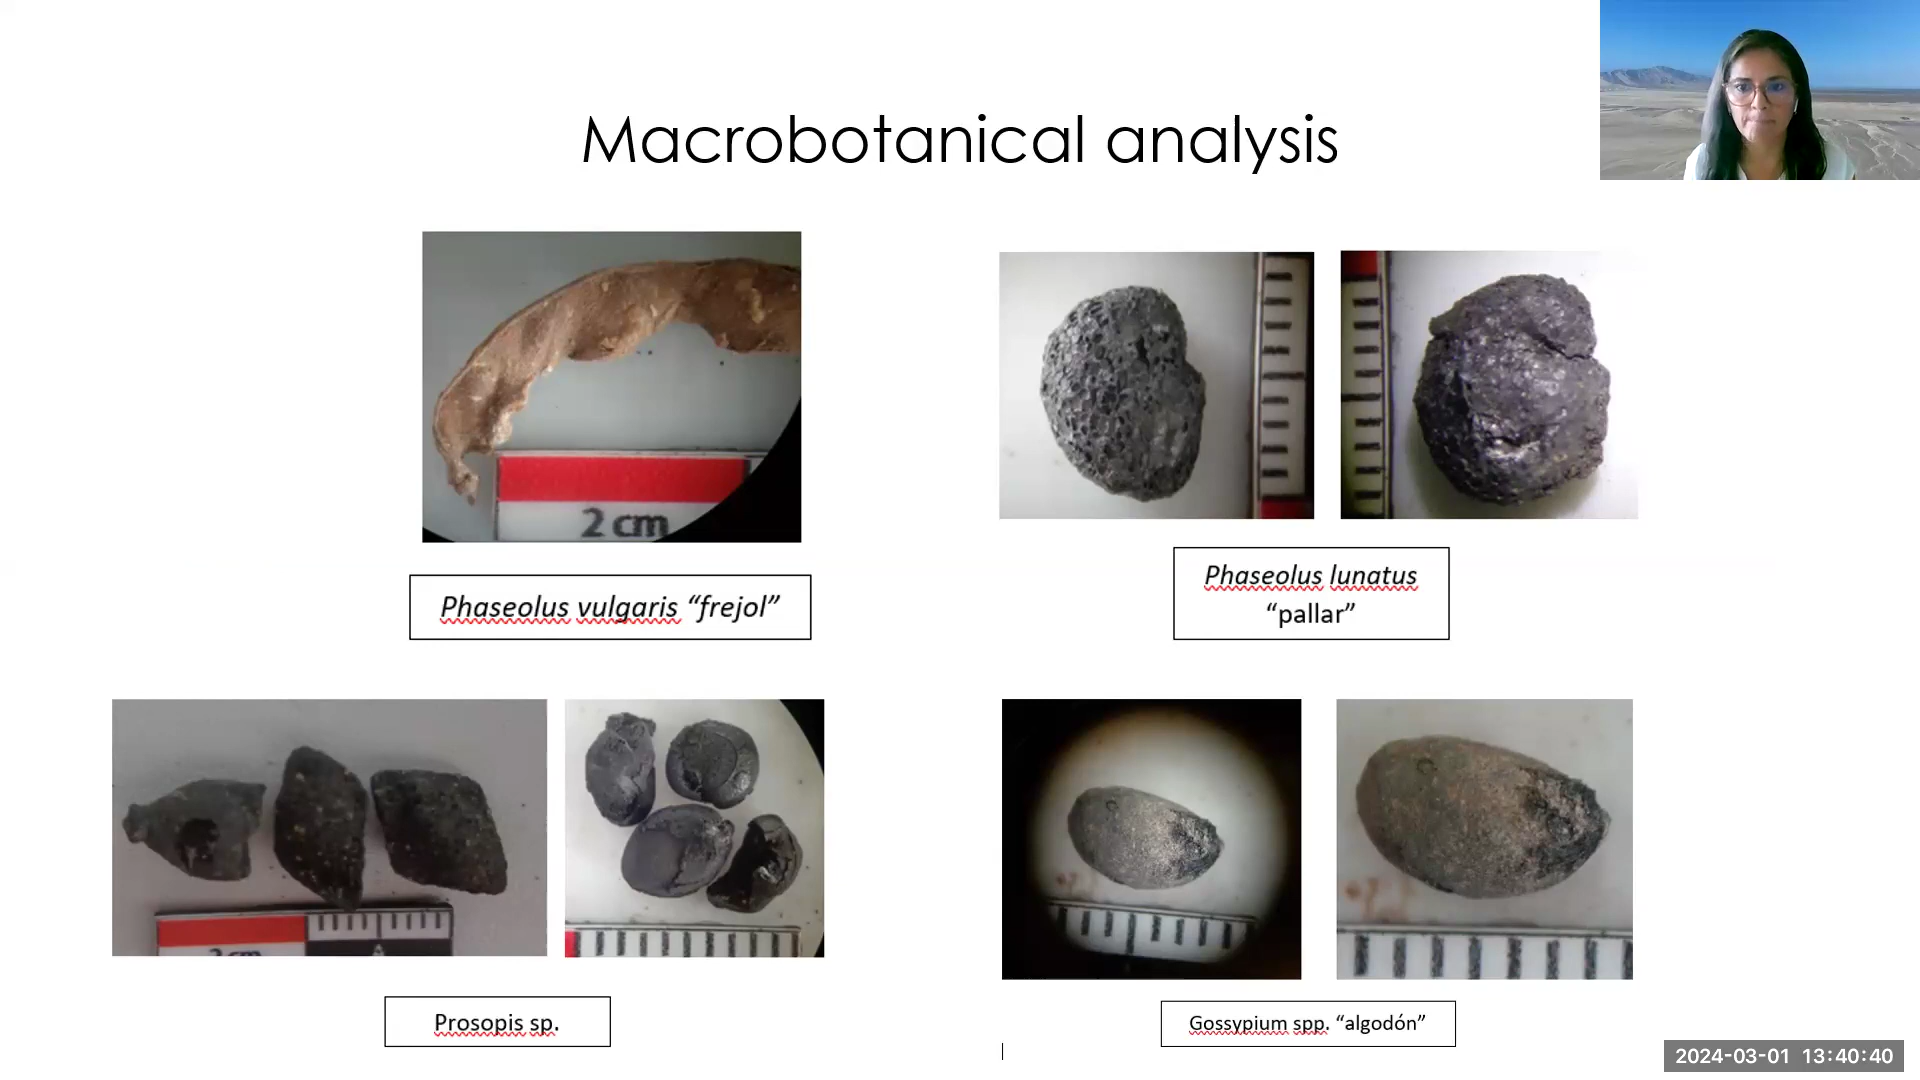 Macrobotanical analysis
2 cm
Phaseolus vulgaris “frejol”
Phaseolus lunatus
“pallar”
2cm
Prosopis sp.
Gossypium spp. “algodón”
2024-03-01 13:40:40